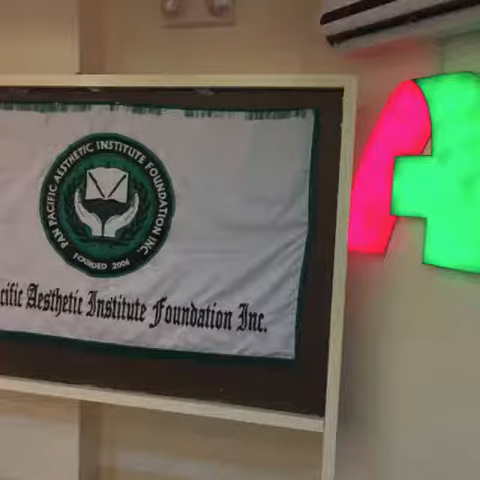 PAN PACIFIC AESTHETIC INSTITUTE FOUNDATION INC.
FOUNDED 2006
cific Aesthetic Institute Foundation Inc.